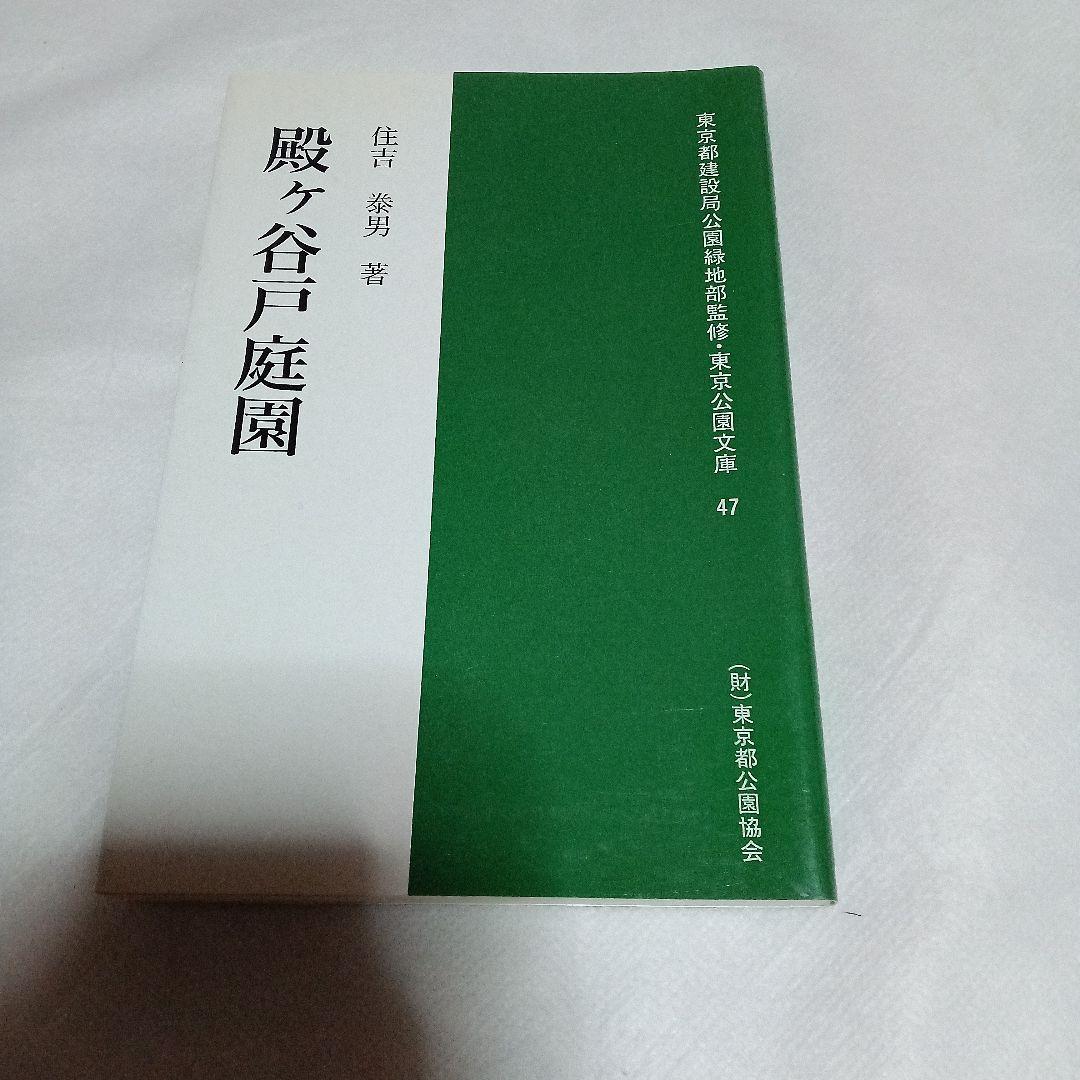 東京都建設局公園緑地部監修・東京公園文庫 47
(財)東京都公園協会
住吉 泰男 著
殿ヶ谷戸庭園